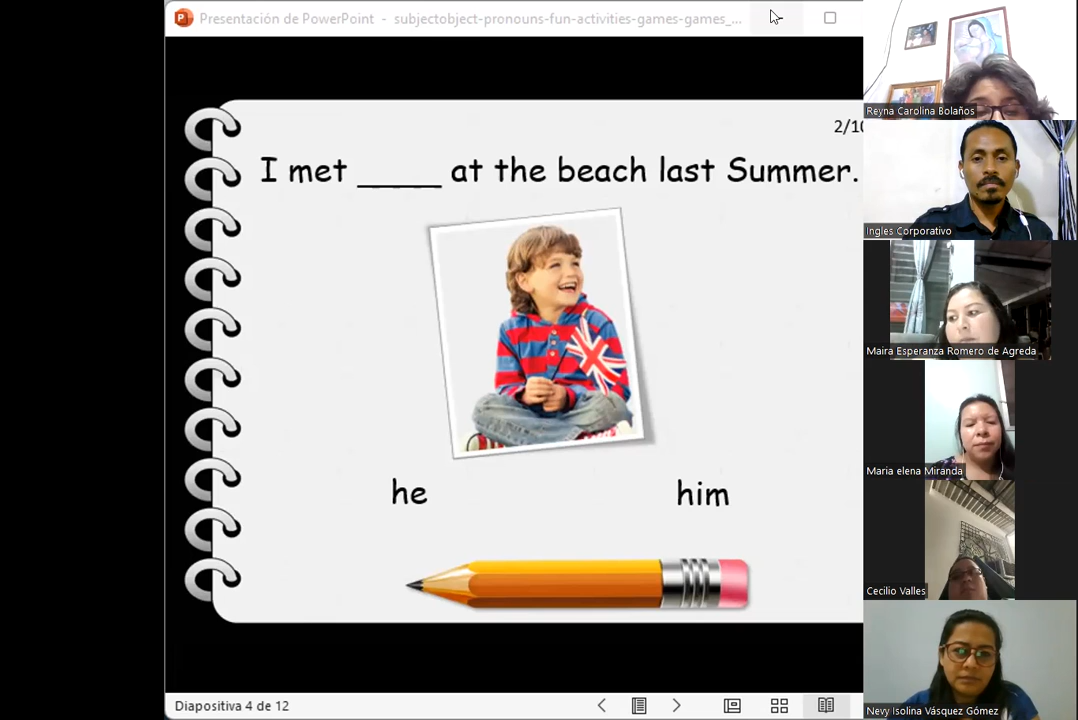 Presentación de PowerPoint - subjectobject-pronouns-fun-activities-games-games_...
2/10
I met ____ at the beach last Summer.
he him
Diapositiva 4 de 12
Reyna Carolina Bolaños
Ingles Corporativo
Maira Esperanza Romero de Agreda
María elena Miranda
Cecilio Valles
Nevy Isolina Vásquez Gómez